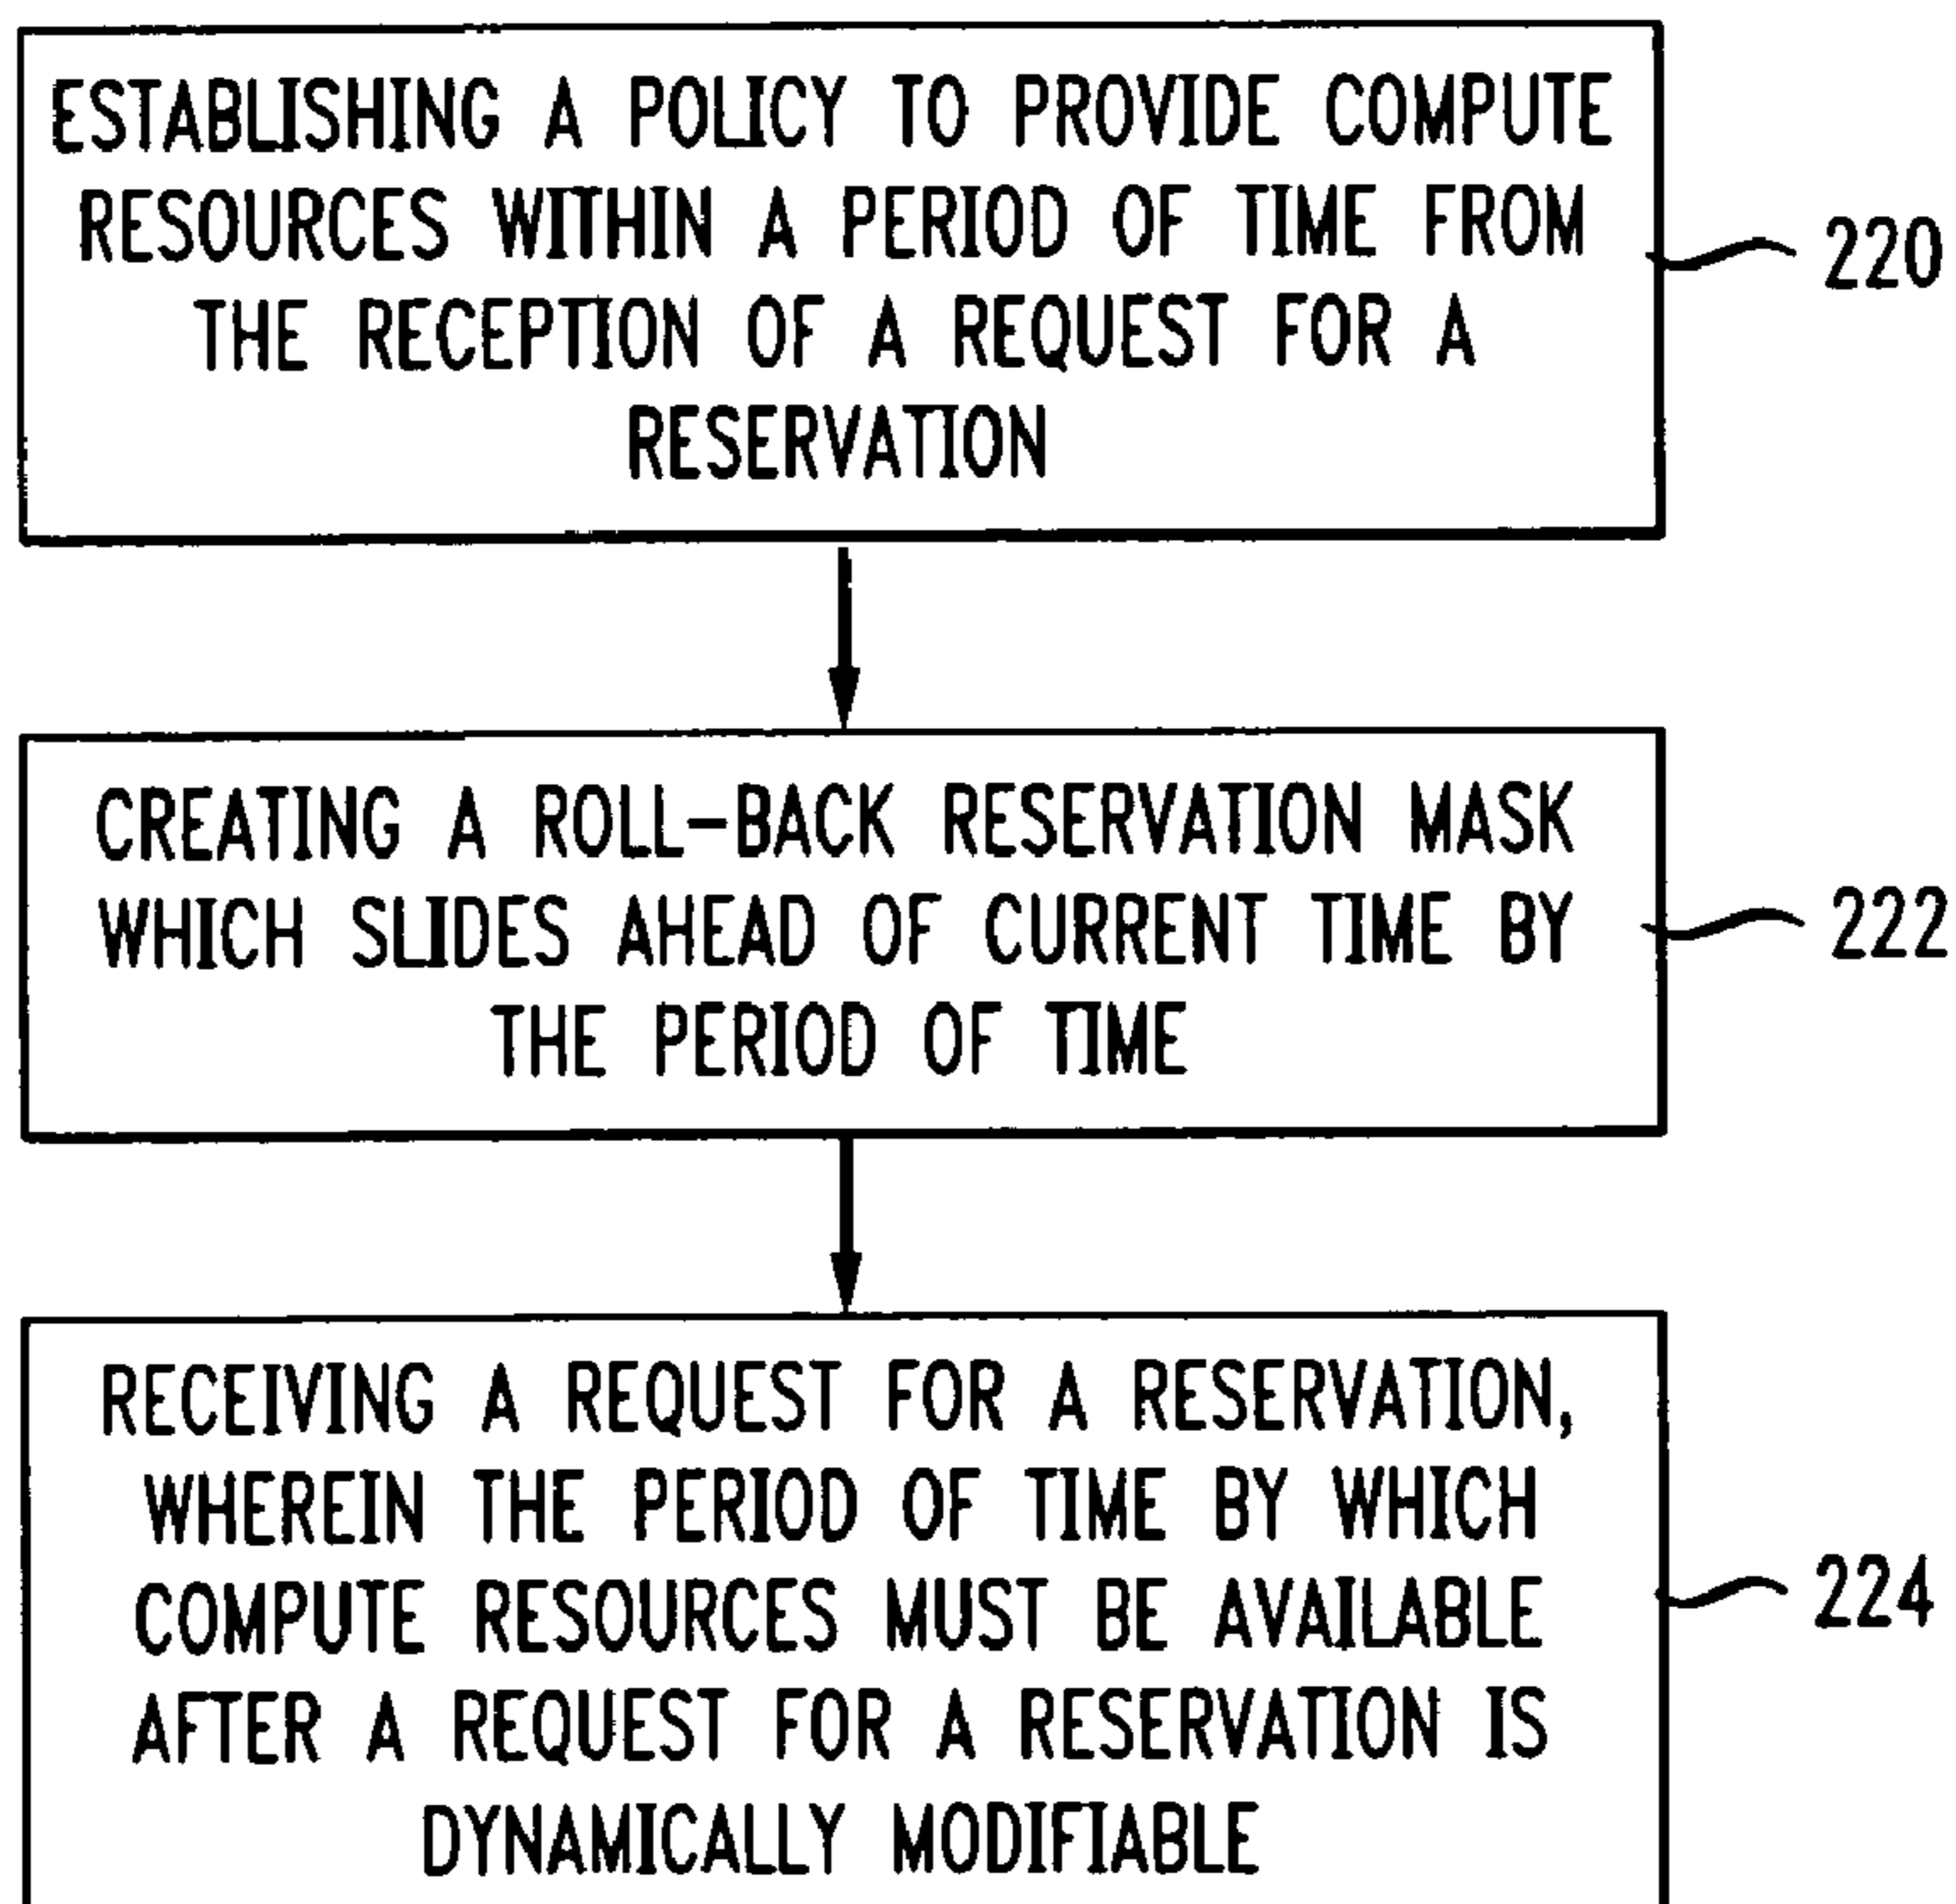 ESTABLISHING A POLICY TO PROVIDE COMPUTE
RESOURCES WITHIN A PERIOD OF TIME FROM
THE RECEPTION OF A REQUEST FOR A
RESERVATION
220
CREATING A ROLL-BACK RESERVATION MASK
WHICH SLIDES AHEAD OF CURRENT TIME BY
THE PERIOD OF TIME
222
RECEIVING A REQUEST FOR A RESERVATION,
WHEREIN THE PERIOD OF TIME BY WHICH
COMPUTE RESOURCES MUST BE AVAILABLE
AFTER A REQUEST FOR A RESERVATION IS
DYNAMICALLY MODIFIABLE
224